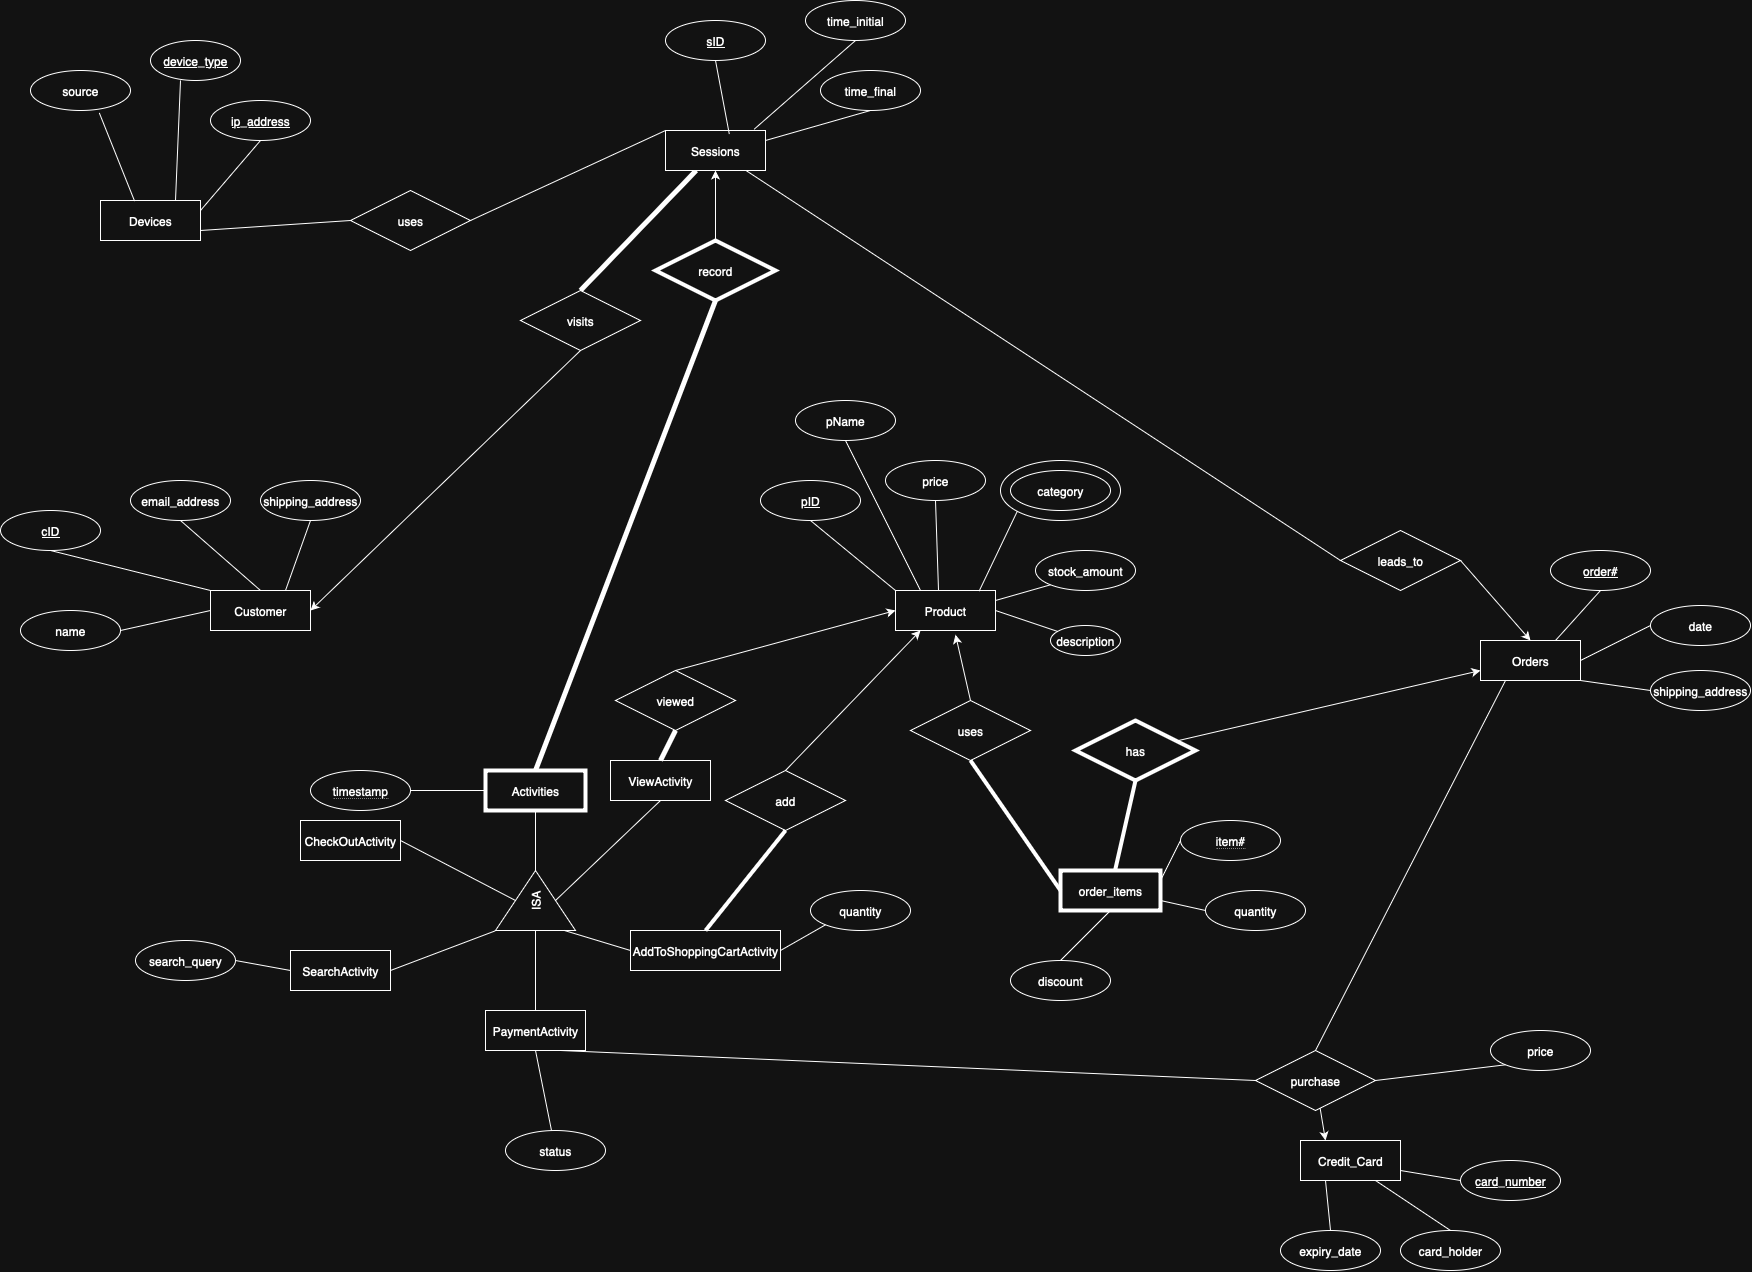 time_initial
sID
device_type
source
time_final
ip_address
Sessions
Devices
uses
record
visits
pName
price
category
email_address
shipping_address
pID
cID
leads_to
order#
stock_amount
Customer
Product
name
description
date
Orders
shipping_address
viewed
uses
has
timestamp
Activities
ViewActivity
add
CheckOutActivity
item#
ISA
order_items
quantity
quantity
search_query
SearchActivity
AddToShoppingCartActivity
discount
PaymentActivity
price
purchase
status
Credit_Card
card_number
expiry_date
card_holder